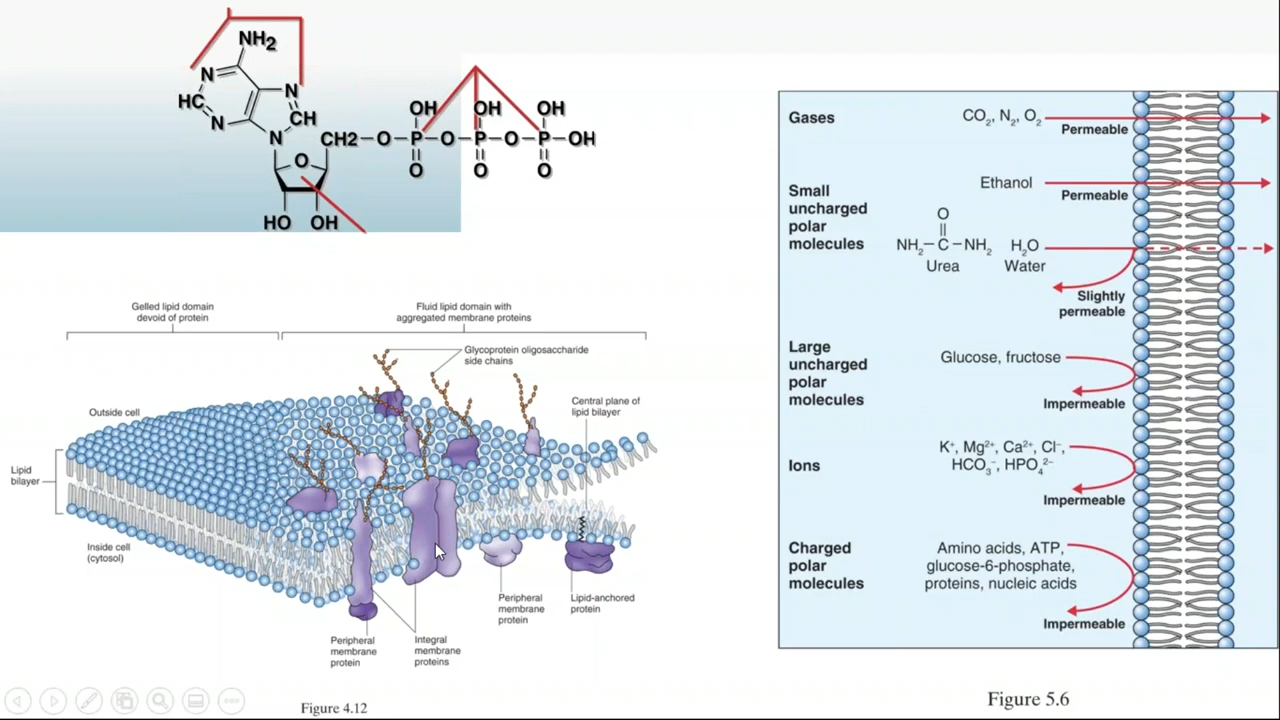 NH2
N
N
HC
CH
N
N
CH2—O—P—O—P—O—P—OH
OH
OH
OH
O
O
O
O
HO OH
Gelled lipid domain
devoid of protein
Fluid lipid domain with
aggregated membrane proteins
Glycoprotein oligosaccharide
side chains
Outside cell
Central plane of
lipid bilayer
Lipid
bilayer
Inside cell
(cytosol)
Peripheral
membrane
protein
Integral
membrane
proteins
Peripheral
membrane
protein
Lipid-anchored
protein
Figure 4.12
Gases
CO₂, N₂, O₂
Permeable
Small
uncharged
polar
molecules
Ethanol
Permeable
O
NH₂–C–NH₂
Urea
H₂O
Water
Slightly
permeable
Large
uncharged
polar
molecules
Glucose, fructose
Impermeable
Ions
K⁺, Mg²⁺, Ca²⁺, Cl⁻,
HCO₃⁻, HPO₄²⁻
Impermeable
Charged
polar
molecules
Amino acids, ATP,
glucose-6-phosphate,
proteins, nucleic acids
Impermeable
Figure 5.6